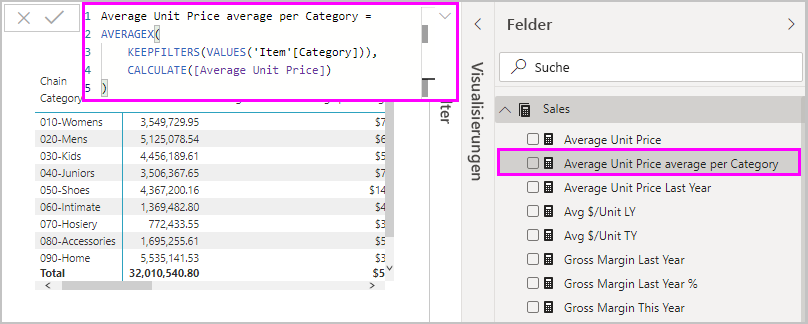 1 Average Unit Price average per Category =
2 AVERAGEX(
3 KEEPFILTERS(VALUES('Item'[Category])),
4 CALCULATE([Average Unit Price])
5 )
Chain
Category
010-Womens 3,549,729.95 $7
020-Mens 5,125,078.54 $6
030-Kids 4,456,189.61 $5
040-Juniors 3,506,367.65 $7
050-Shoes 4,367,200.16 $14
060-Intimate 1,369,482.80 $4
070-Hosiery 772,433.55 $3
080-Accessories 1,695,255.61 $5
090-Home 5,535,141.53 $3
Total 32,010,540.80 $5
lter
Visualisierungen
Felder
Suche
Sales
Average Unit Price
Average Unit Price average per Category
Average Unit Price Last Year
Avg $/Unit LY
Avg $/Unit TY
Gross Margin Last Year
Gross Margin Last Year %
Gross Margin This Year